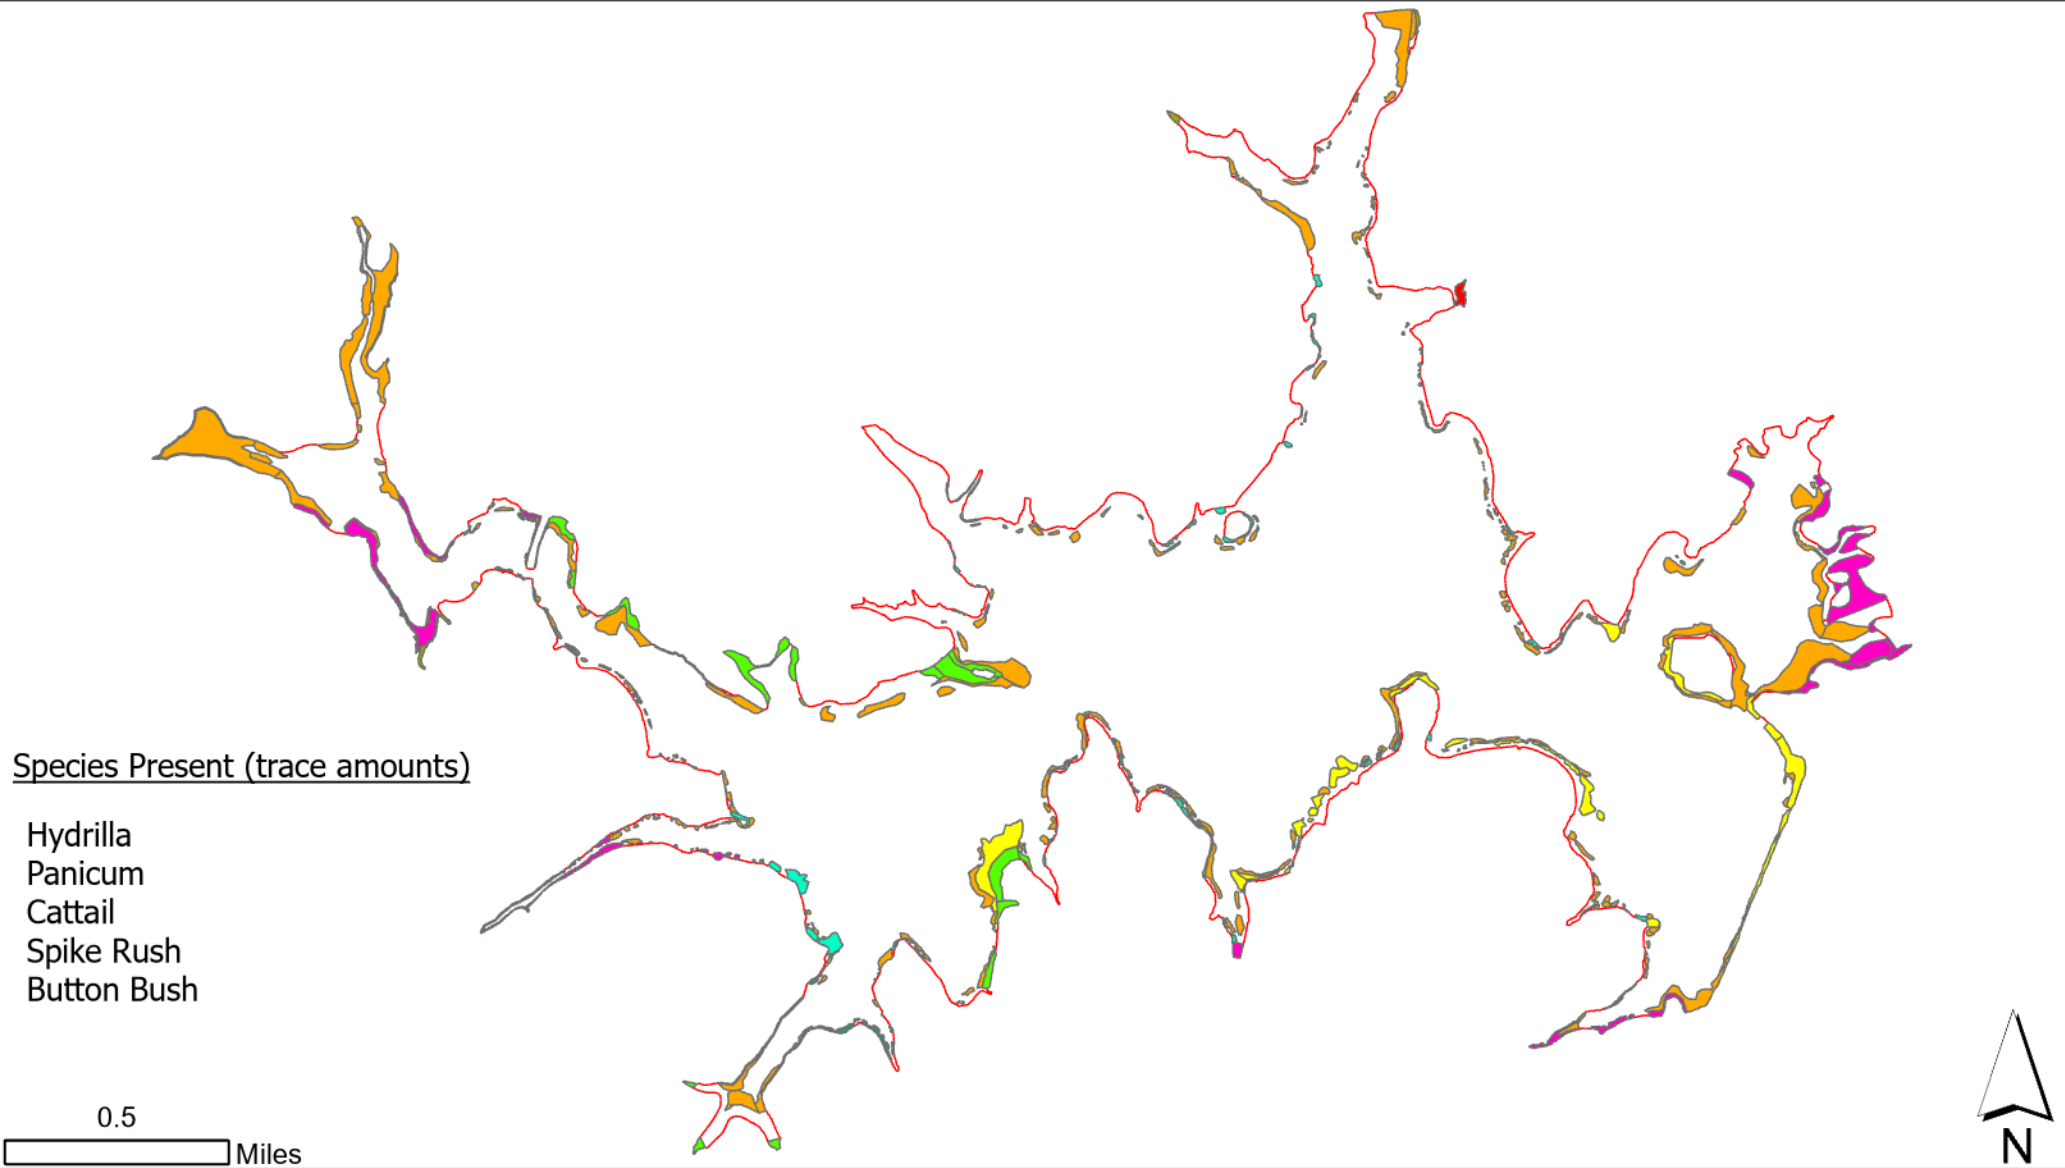 Species Present (trace amounts)
Hydrilla
Panicum
Cattail
Spike Rush
Button Bush
0.5
Miles
N